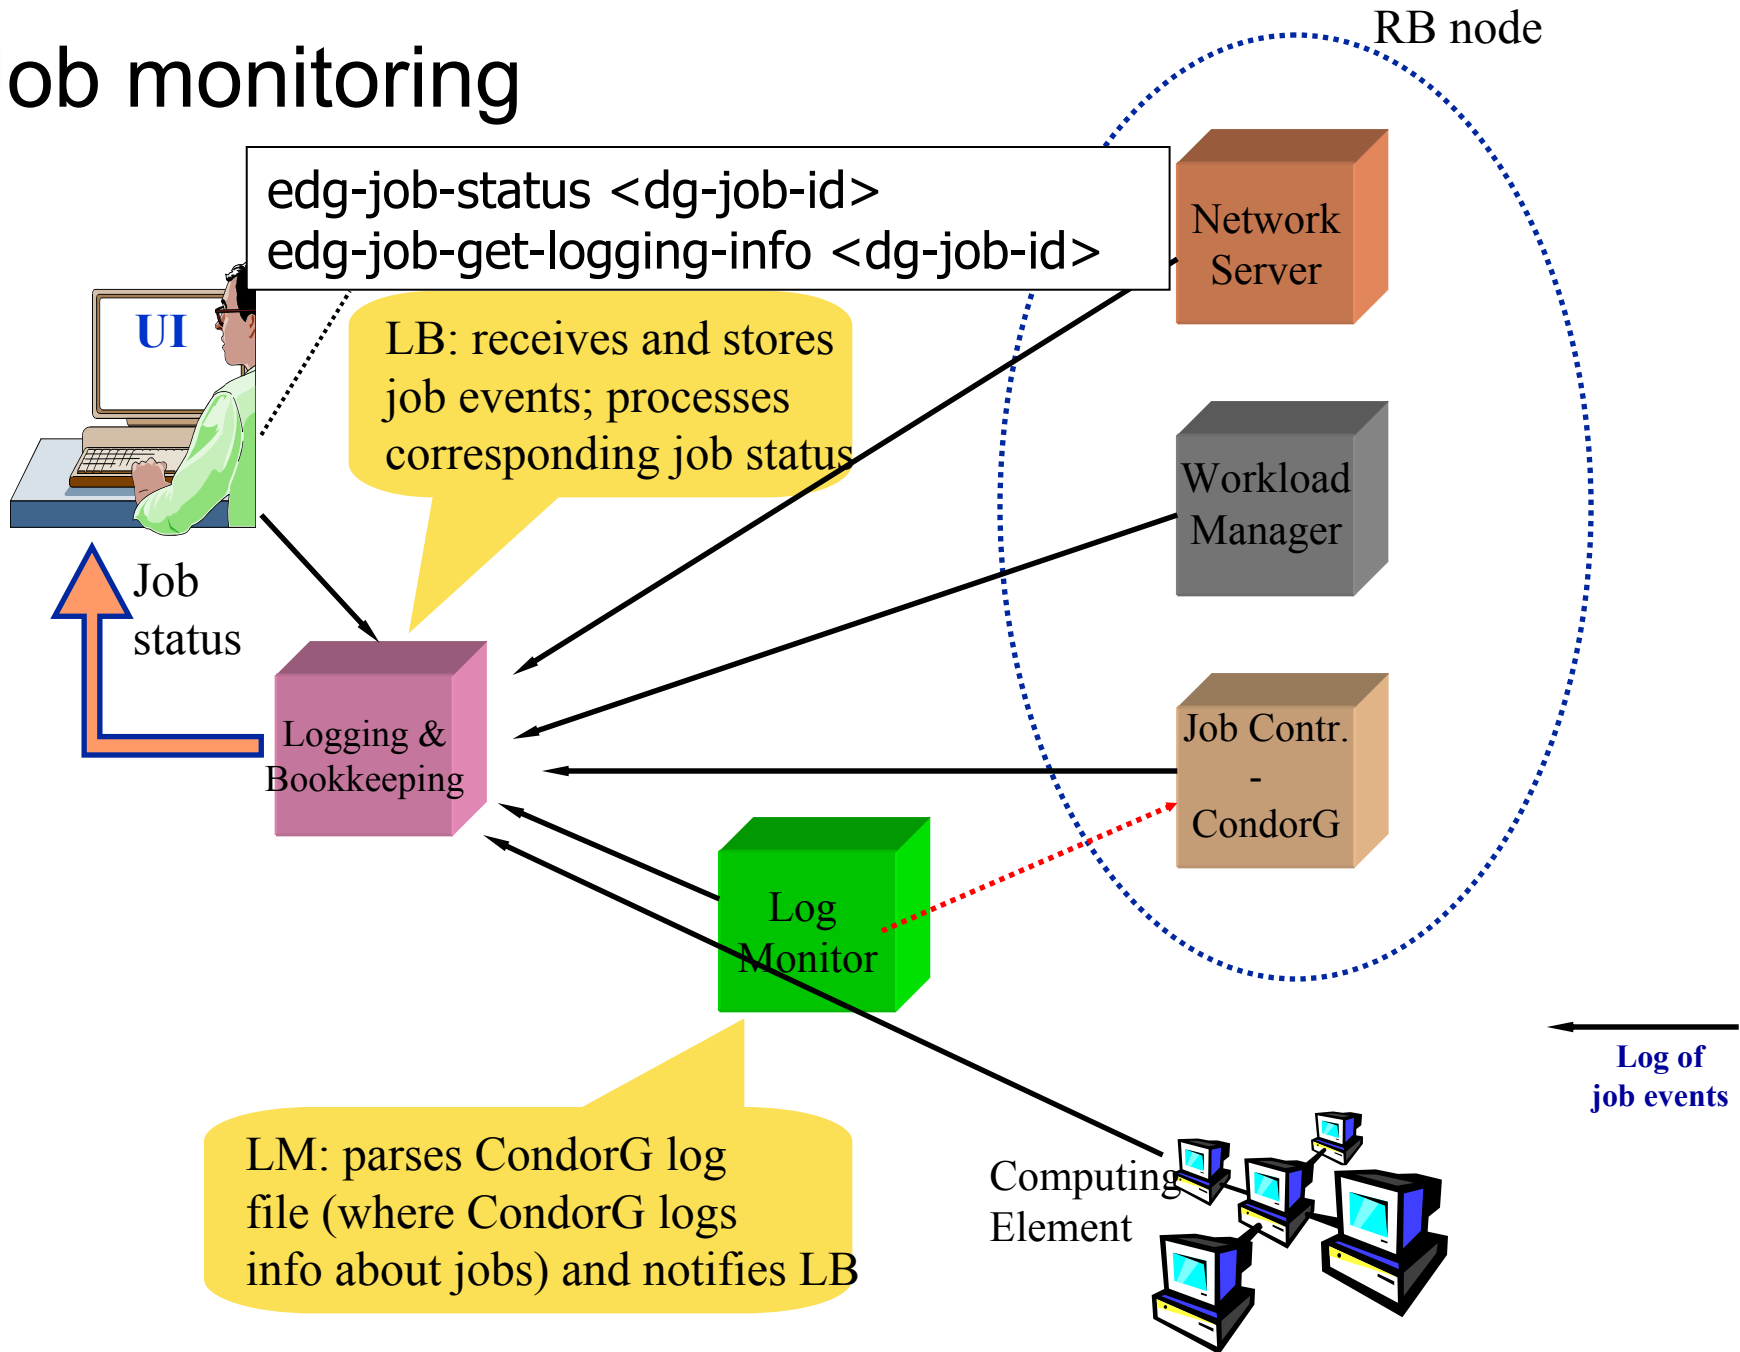 ob monitoring
RB node
edg-job-status <dg-job-id>
edg-job-get-logging-info <dg-job-id>
Network
Server
UI
LB: receives and stores
job events; processes
corresponding job status
Workload
Manager
Job
status
Logging &
Bookkeeping
Job Contr.
-
CondorG
Log
Monitor
Log of
job events
LM: parses CondorG log
file (where CondorG logs
info about jobs) and notifies LB
Computing
Element